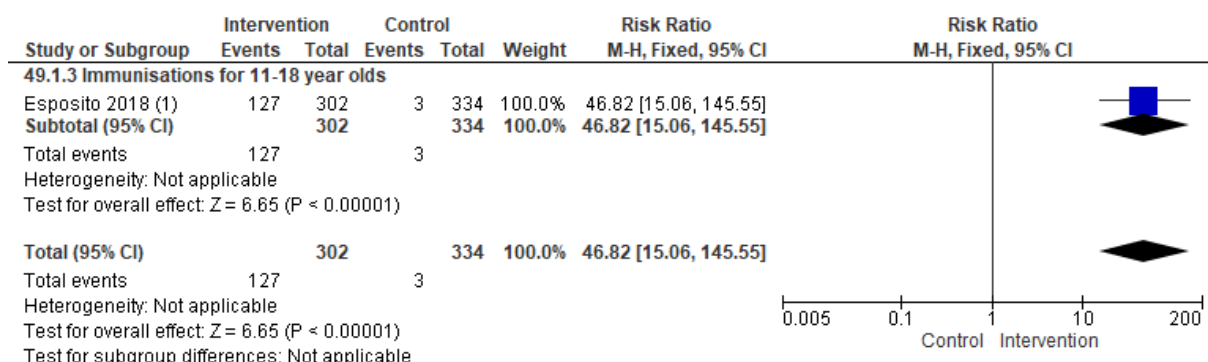 Intervention Control Risk Ratio Risk Ratio
Study or Subgroup Events Total Events Total Weight M-H, Fixed, 95% CI M-H, Fixed, 95% CI
49.1.3 Immunisations for 11-18 year olds
Esposito 2018 (1) 127 302 3 334 100.0% 46.82 [15.06, 145.55]
Subtotal (95% CI) 302 334 100.0% 46.82 [15.06, 145.55]
Total events 127 3
Heterogeneity: Not applicable
Test for overall effect: Z = 6.65 (P < 0.00001)
Total (95% CI) 302 334 100.0% 46.82 [15.06, 145.55]
Total events 127 3
Heterogeneity: Not applicable
Test for overall effect: Z = 6.65 (P < 0.00001)
Test for subgroup differences: Not applicable
0.005 0.1 1 10 200
Control Intervention